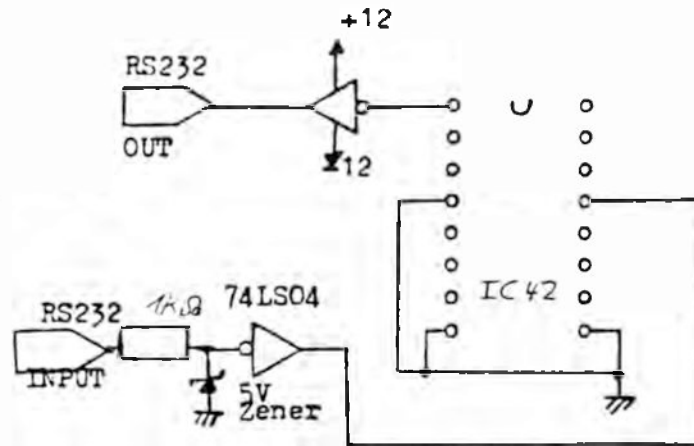 +12
RS232
OUT
12
IC42
RS232
1KΩ
74LS04
INPUT
5V
Zener